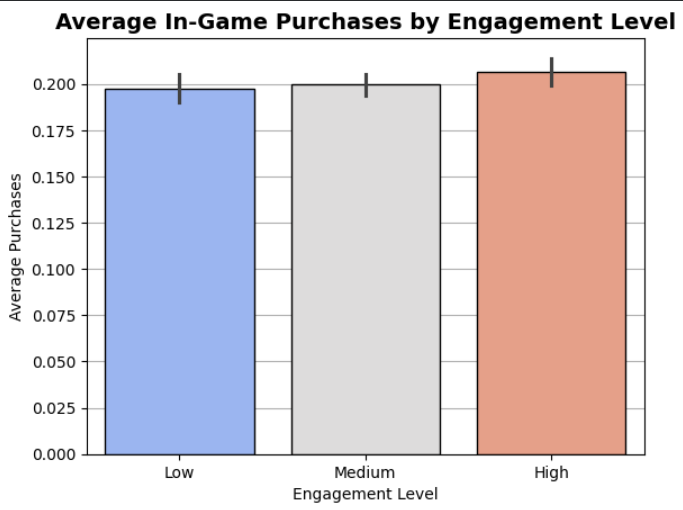 Average In-Game Purchases by Engagement Level
Average Purchases
0.200
0.175
0.150
0.125
0.100
0.075
0.050
0.025
0.000
Low Medium High
Engagement Level